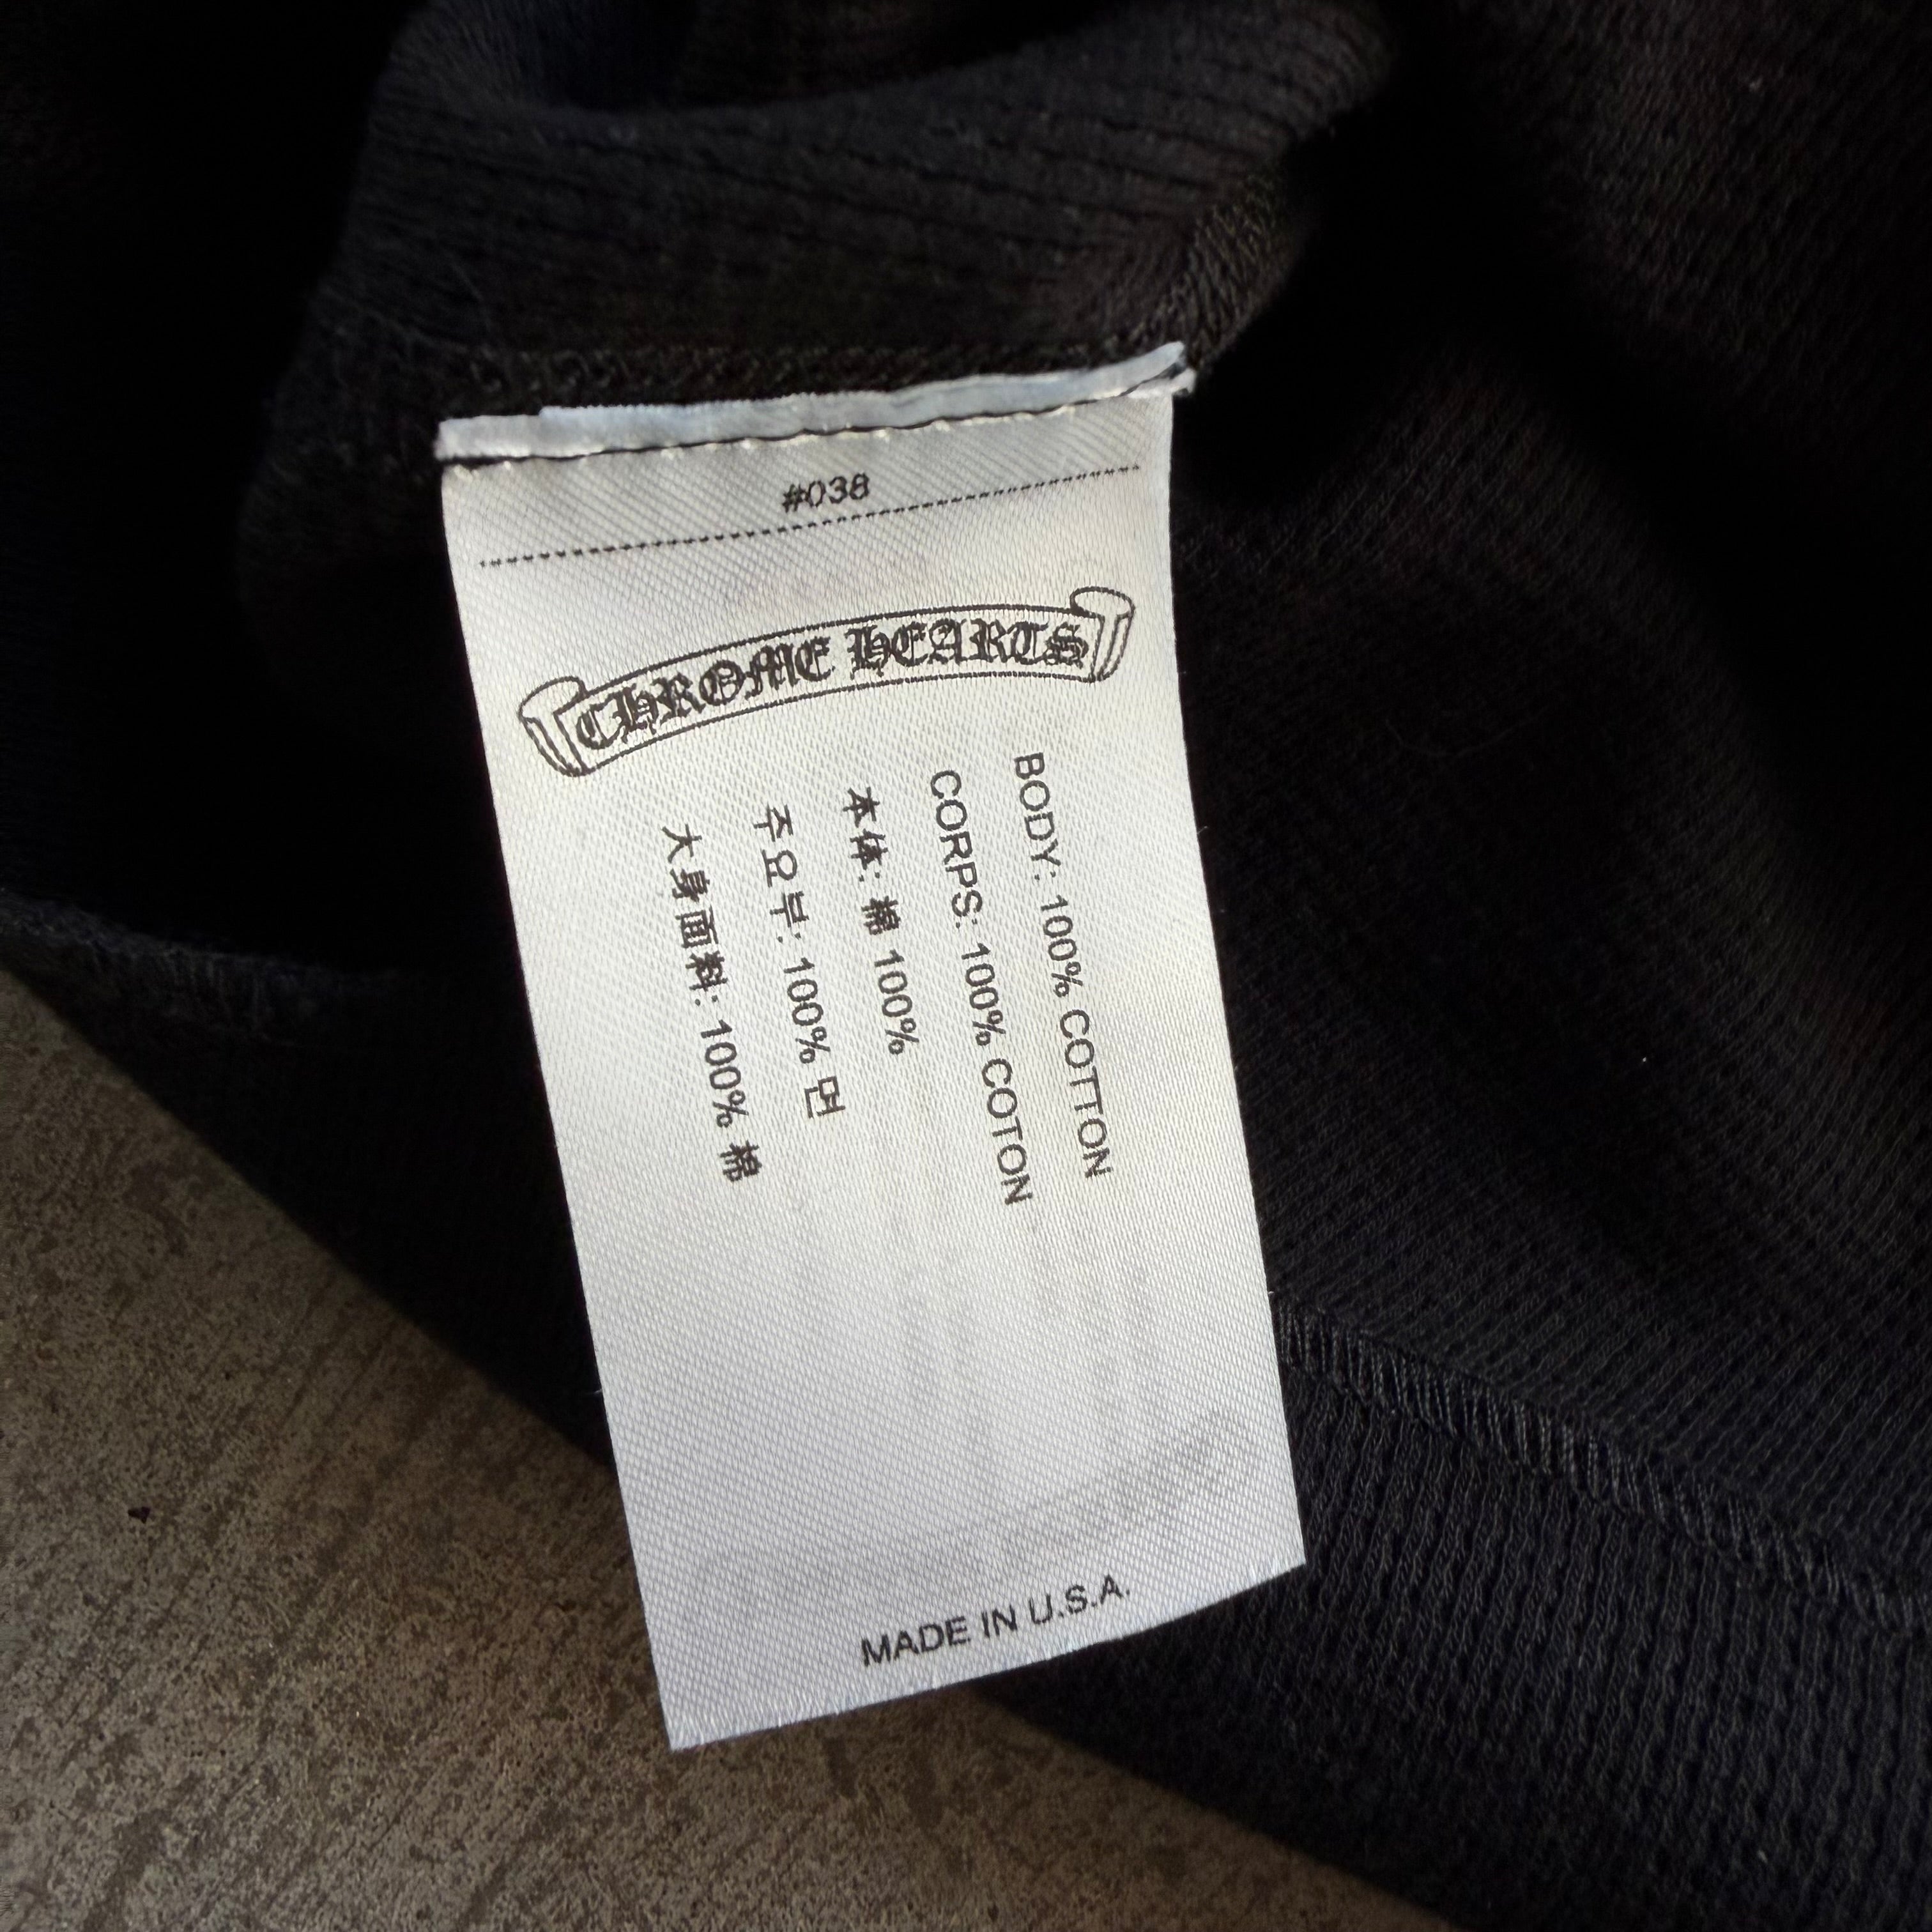 #038
CHROME HEARTS
BODY: 100% COTTON
CORPS: 100% COTON
本体: 棉 100%
주요부: 100% 면
大身面料: 100% 棉
MADE IN U.S.A.